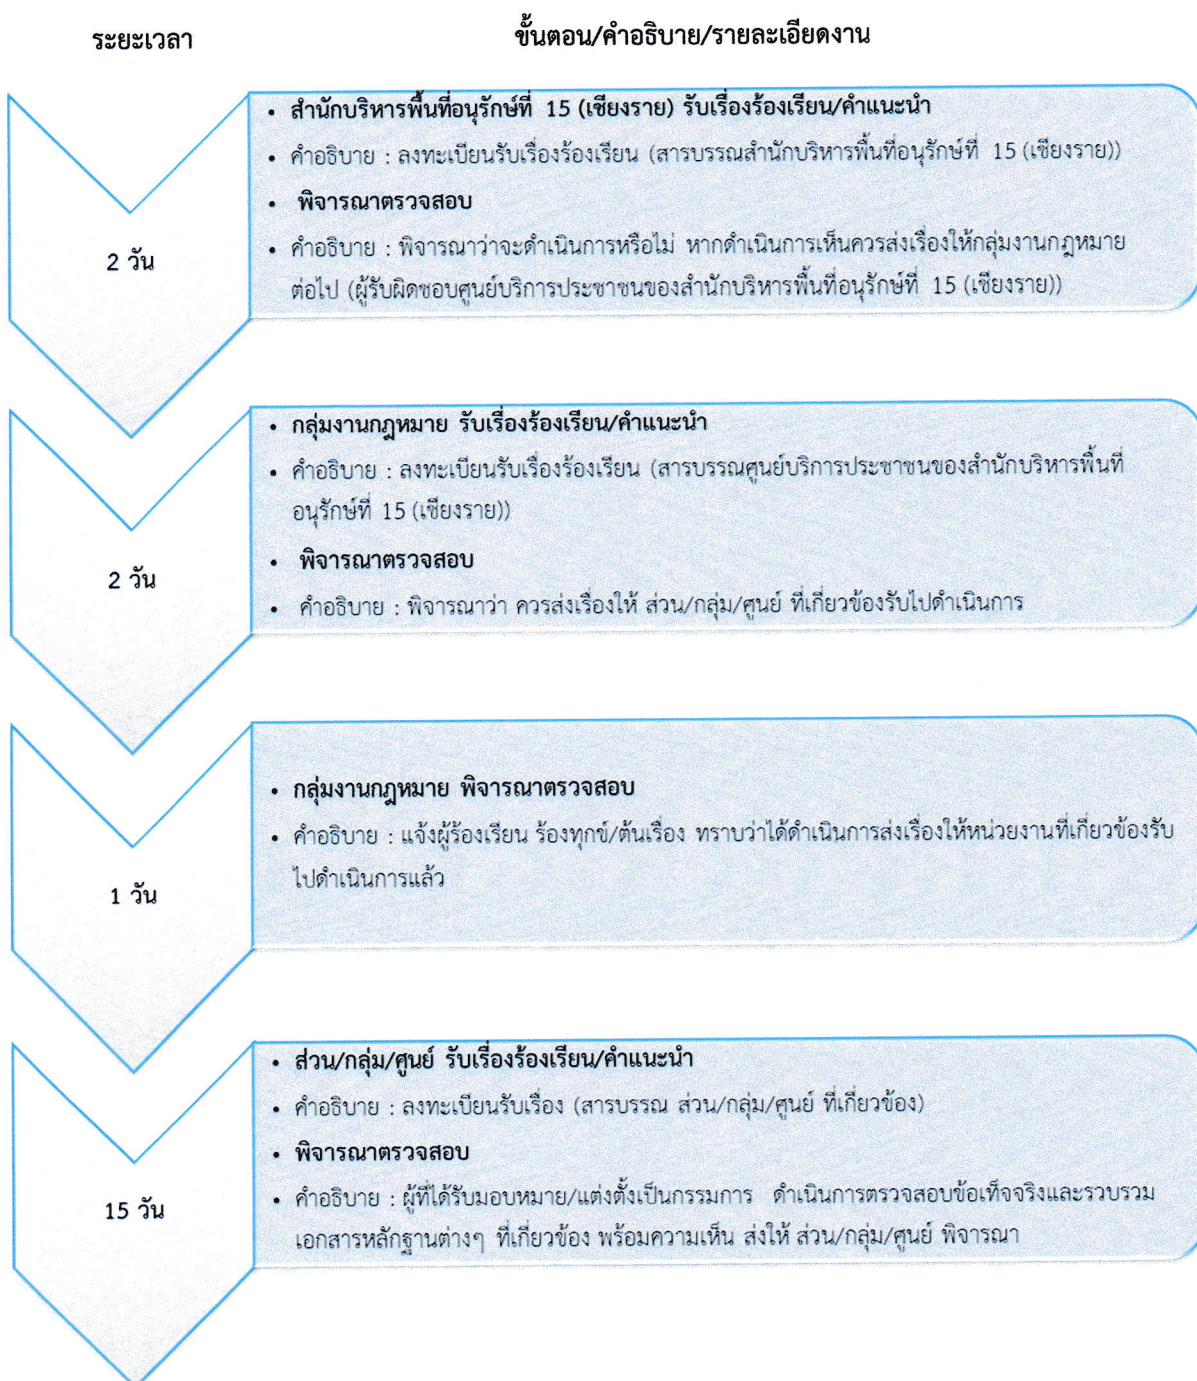 ระยะเวลา
ขั้นตอน/คำอธิบาย/รายละเอียดงาน
2 วัน
• สำนักบริหารพื้นที่อนุรักษ์ที่ 15 (เชียงราย) รับเรื่องร้องเรียน/คำแนะนำ
• คำอธิบาย : ลงทะเบียนรับเรื่องร้องเรียน (สารบรรณสำนักบริหารพื้นที่อนุรักษ์ที่ 15 (เชียงราย))
• พิจารณาตรวจสอบ
• คำอธิบาย : พิจารณาว่าจะดำเนินการหรือไม่ หากดำเนินการเห็นควรส่งเรื่องให้กลุ่มงานกฎหมาย
ต่อไป (ผู้รับผิดชอบศูนย์บริการประชาชนของสำนักบริหารพื้นที่อนุรักษ์ที่ 15 (เชียงราย))
2 วัน
• กลุ่มงานกฎหมาย รับเรื่องร้องเรียน/คำแนะนำ
• คำอธิบาย : ลงทะเบียนรับเรื่องร้องเรียน (สารบรรณศูนย์บริการประชาชนของสำนักบริหารพื้นที่
อนุรักษ์ที่ 15 (เชียงราย))
• พิจารณาตรวจสอบ
• คำอธิบาย : พิจารณาว่า ควรส่งเรื่องให้ ส่วน/กลุ่ม/ศูนย์ ที่เกี่ยวข้องรับไปดำเนินการ
1 วัน
• กลุ่มงานกฎหมาย พิจารณาตรวจสอบ
• คำอธิบาย : แจ้งผู้ร้องเรียน ร้องทุกข์/ต้นเรื่อง ทราบว่าได้ดำเนินการส่งเรื่องให้หน่วยงานที่เกี่ยวข้องรับ
ไปดำเนินการแล้ว
15 วัน
• ส่วน/กลุ่ม/ศูนย์ รับเรื่องร้องเรียน/คำแนะนำ
• คำอธิบาย : ลงทะเบียนรับเรื่อง (สารบรรณ ส่วน/กลุ่ม/ศูนย์ ที่เกี่ยวข้อง)
• พิจารณาตรวจสอบ
• คำอธิบาย : ผู้ที่ได้รับมอบหมาย/แต่งตั้งเป็นกรรมการ ดำเนินการตรวจสอบข้อเท็จจริงและรวบรวม
เอกสารหลักฐานต่างๆ ที่เกี่ยวข้อง พร้อมความเห็น ส่งให้ ส่วน/กลุ่ม/ศูนย์ พิจารณา